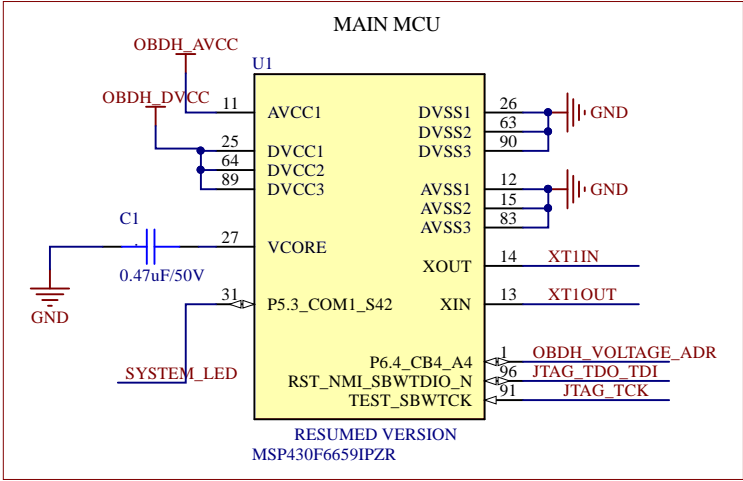 MAIN MCU
OBDH_AVCC
U1
OBDH_DVCC
11 AVCC1
25 DVCC1
64 DVCC2
89 DVCC3
DVSS1 26
DVSS2 63 GND
DVSS3 90
AVSS1 12
AVSS2 15 GND
AVSS3 83
C1
27 VCORE
0.47uF/50V
GND
XOUT 14 XT1IN
31 P5.3_COM1_S42
XIN 13 XT1OUT
SYSTEM_LED
P6.4_CB4_A4 1 OBDH_VOLTAGE_ADR
RST_NMI_SBWTDIO_N 96 JTAG_TDO_TDI
TEST_SBWTCK 91 JTAG_TCK
RESUMED VERSION
MSP430F6659IPZR